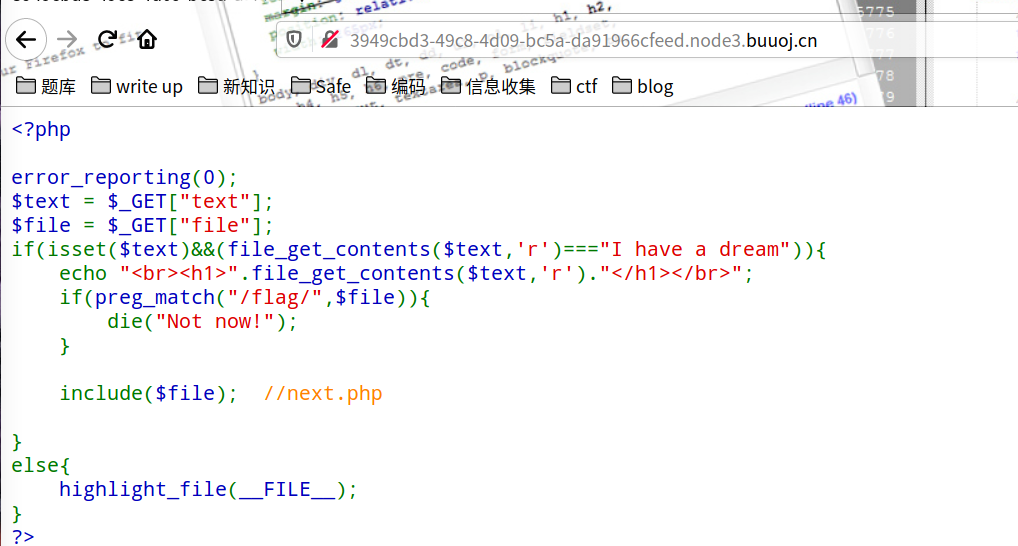 3949cbd3-49c8-4d09-bc5a-da91966cfeed.node3.buuoj.cn
题库 write up 新知识 Safe 编码 信息收集 ctf blog
<?php
error_reporting(0);
$text = $_GET["text"];
$file = $_GET["file"];
if(isset($text)&&(file_get_contents($text,'r')==="I have a dream")){
    echo "<br><h1>".file_get_contents($text,'r')."</h1></br>";
    if(preg_match("/flag/",$file)){
        die("Not now!");
    }
    include($file);  //next.php
}
else{
    highlight_file(__FILE__);
}
?>